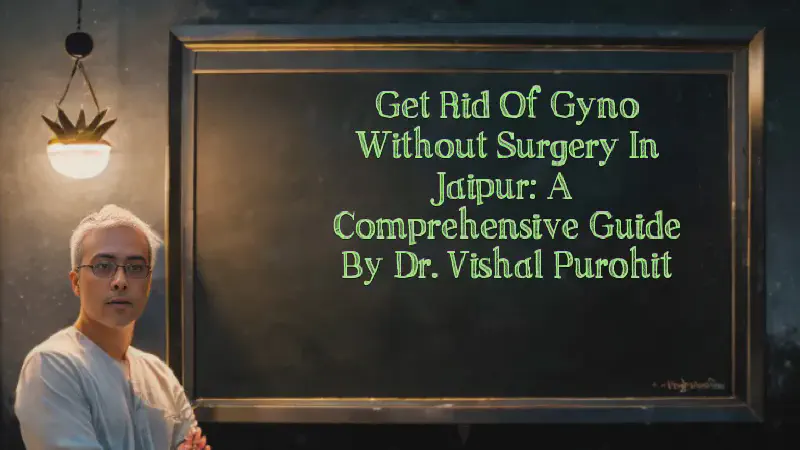 Get Rid Of Gyno
Without Surgery In
Jaipur: A
Comprehensive Guide
By Dr. Vishal Purohit